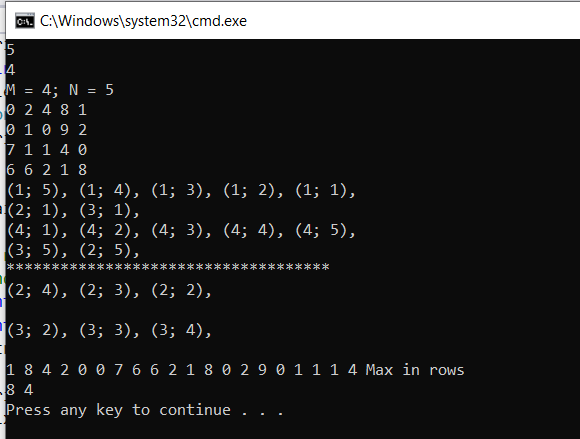 C:\Windows\system32\cmd.exe
5
4
M = 4; N = 5
0 2 4 8 1
0 1 0 9 2
7 1 1 4 0
6 6 2 1 8
(1; 5), (1; 4), (1; 3), (1; 2), (1; 1),
(2; 1), (3; 1),
(4; 1), (4; 2), (4; 3), (4; 4), (4; 5),
(3; 5), (2; 5),
************************************
(2; 4), (2; 3), (2; 2),
(3; 2), (3; 3), (3; 4),
1 8 4 2 0 0 7 6 6 2 1 8 0 2 9 0 1 1 1 4 Max in rows
8 4
Press any key to continue . . .